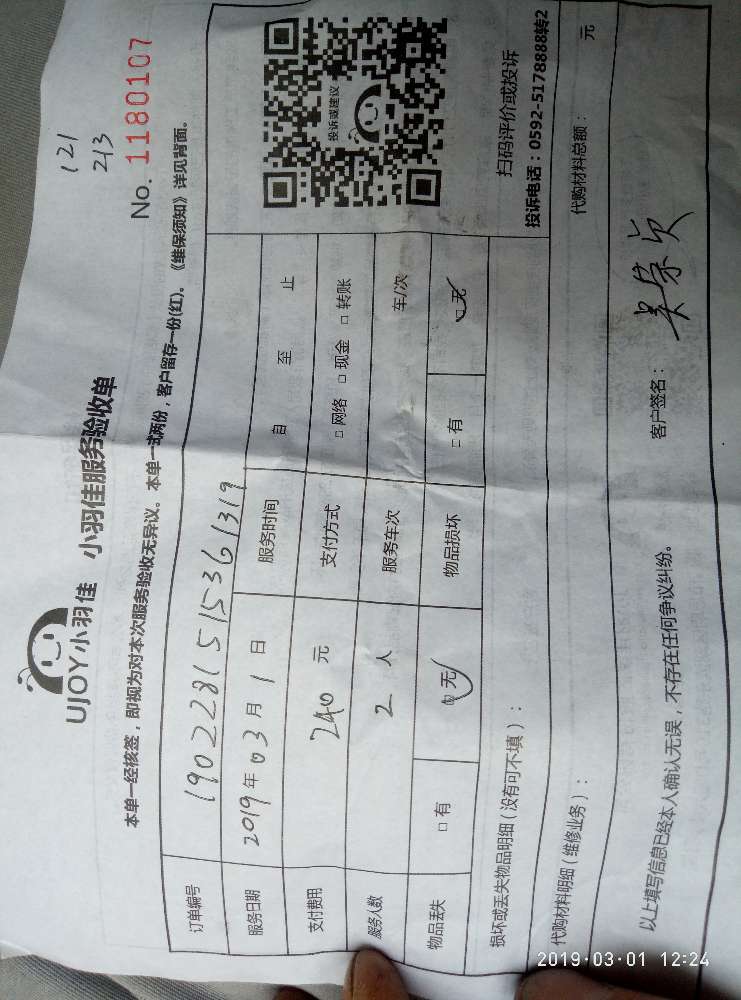 121
213
No. 1180107
UJOY小羽佳 小羽佳服务验收单
本单一经核签，即视为对本次服务验收无异议。本单一式两份，客户留存一份(红)。《维保须知》详见背面。
订单编号 1902281515361319
服务日期 2019年03月1日 服务时间 自 至 止
支付费用 240 元 支付方式 □ 网络 □ 现金 □ 转账
服务人数 2 人 服务车次 车/次
物品丢失 □ 有 □ 无 物品损坏 □ 有 □ 无
投诉或建议
扫码评价或投诉
投诉电话：0592-5178888转2
损坏或丢失物品明细（没有可不填）：
代购材料明细（维修业务）： 代购材料总额： 元
以上填写信息已经本人确认无误，不存在任何争议纠纷。 客户签名： 吴荣贞
2019-03-01 12:24